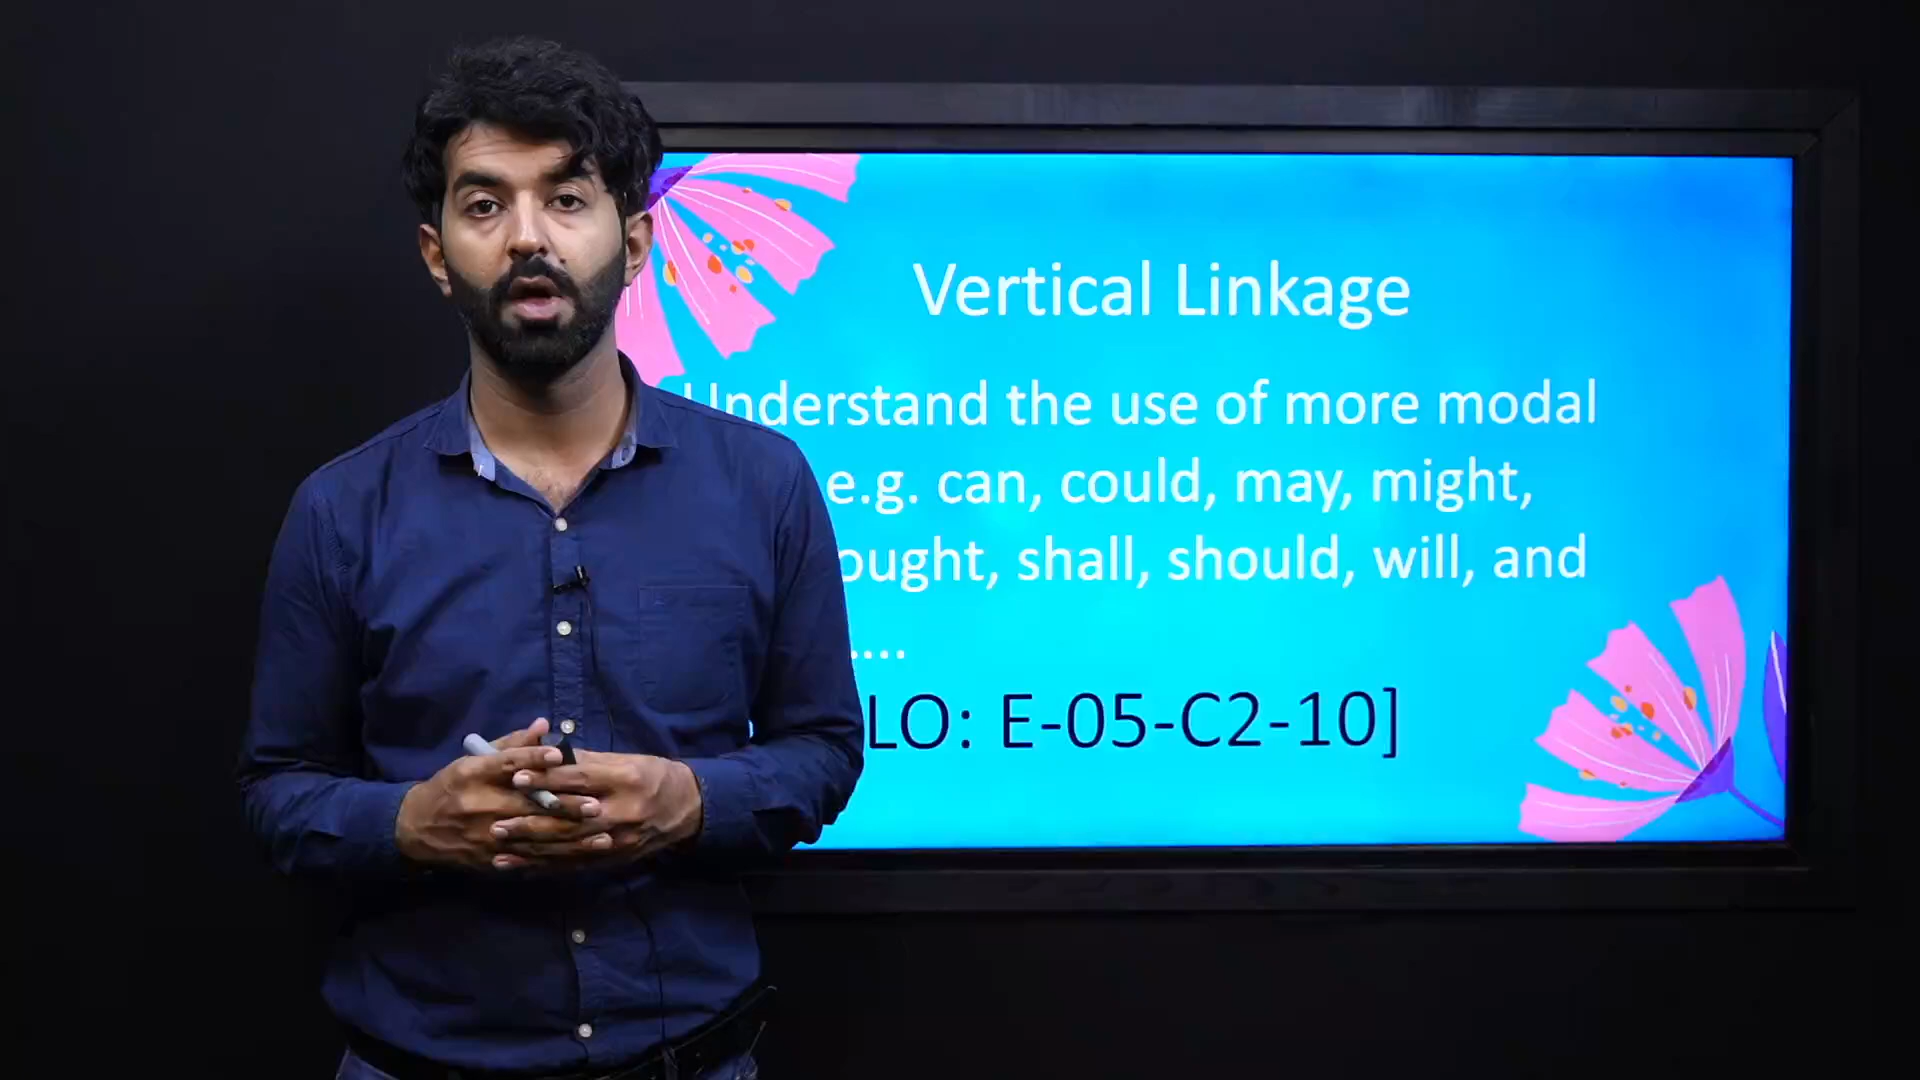 Vertical Linkage
Understand the use of more modal
e.g. can, could, may, might,
ought, shall, should, will, and
....
LO: E-05-C2-10]